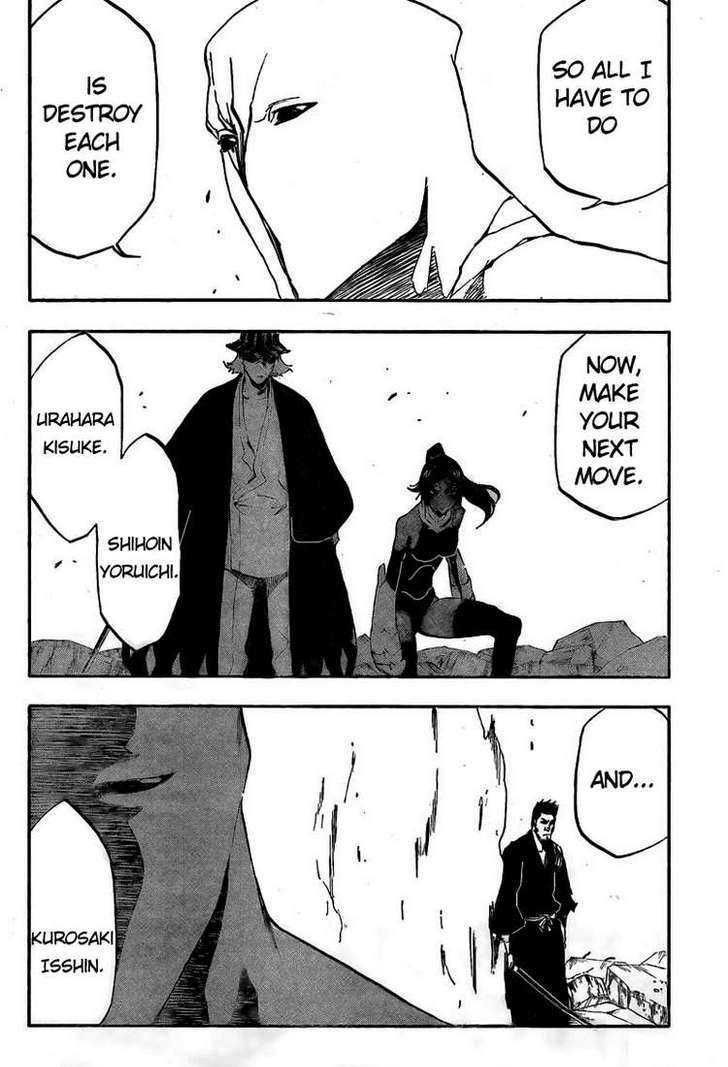 SO ALL I
HAVE TO
DO
IS
DESTROY
EACH
ONE.
NOW,
MAKE
YOUR
NEXT
MOVE.
URAHARA
KISUKE.
SHIHOIN
YORUICHI.
AND...
KUROSAKI
ISSHIN.